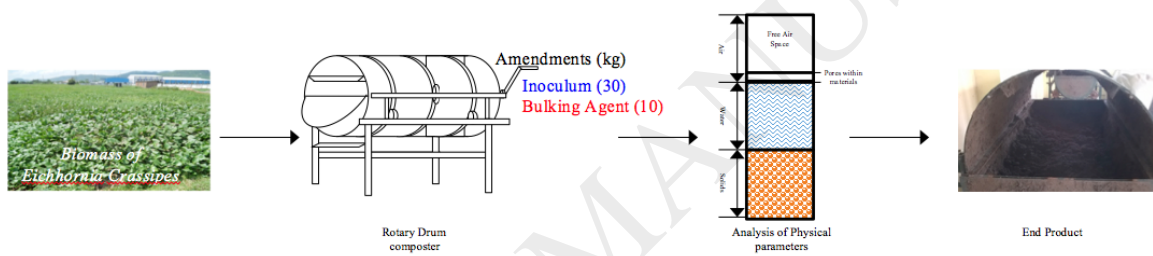 Biomass of
Eichhornia Crassipes
Amendments (kg)
Inoculum (30)
Bulking Agent (10)
Rotary Drum
composter
Air
Free Air
Space
Pores within
materials
Water
Solids
Analysis of Physical
parameters
End Product
MANU